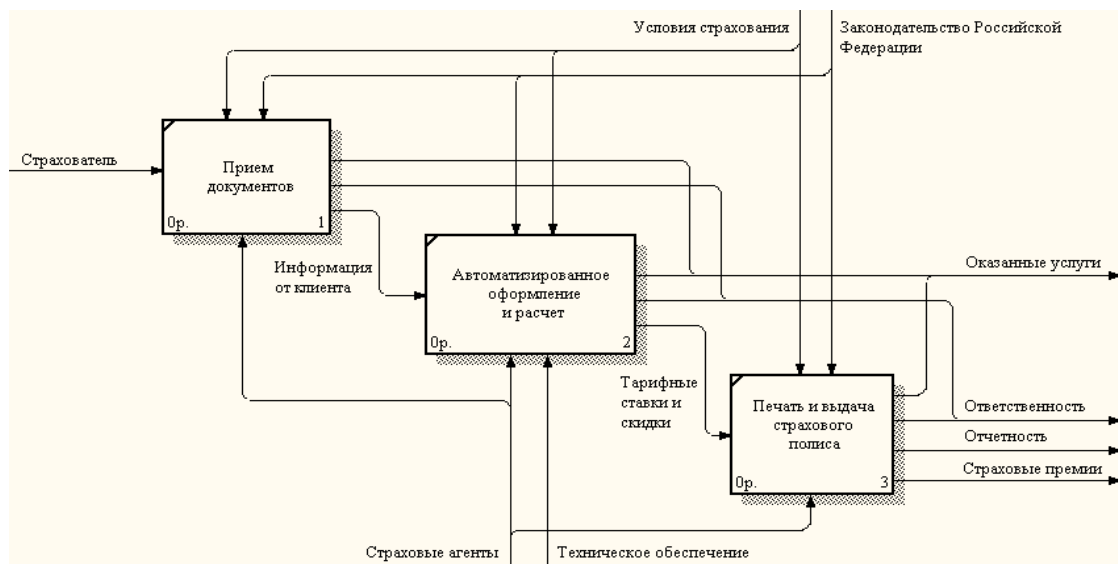 Условия страхования
Законодательство Российской
Федерации
Страхователь
Прием
документов
0р.
1
Информация
от клиента
Автоматизированное
оформление
и расчет
0р.
2
Оказанные услуги
Тарифные
ставки и
скидки
Печать и выдача
страхового
полиса
0р.
3
Ответственность
Отчетность
Страховые премии
Страховые агенты
Техническое обеспечение